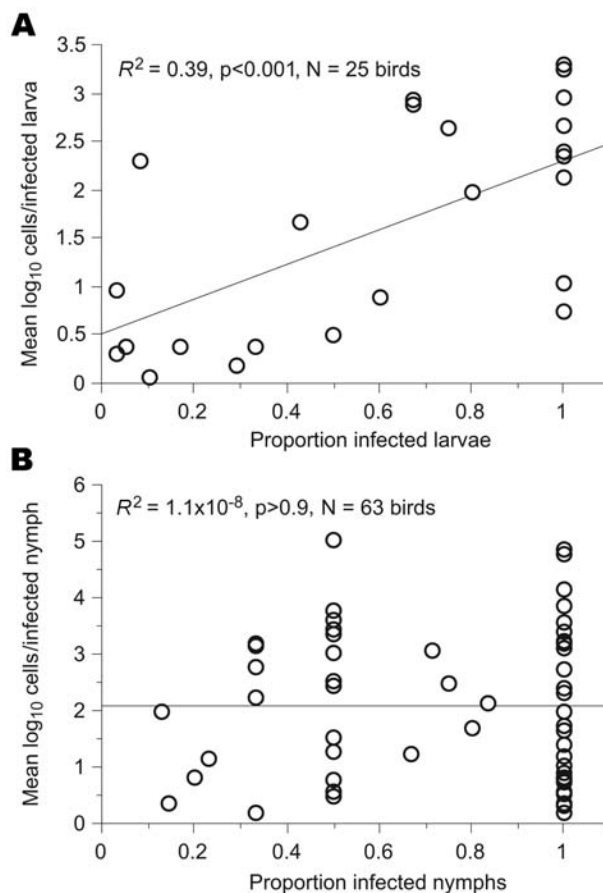 A
R² = 0.39, p<0.001, N = 25 birds
Mean log₁₀ cells/infected larva
3.5
3
2.5
2
1.5
1
0.5
0
0 0.2 0.4 0.6 0.8 1
Proportion infected larvae
B
R² = 1.1x10⁻⁸, p>0.9, N = 63 birds
Mean log₁₀ cells/infected nymph
6
5
4
3
2
1
0
0 0.2 0.4 0.6 0.8 1
Proportion infected nymphs